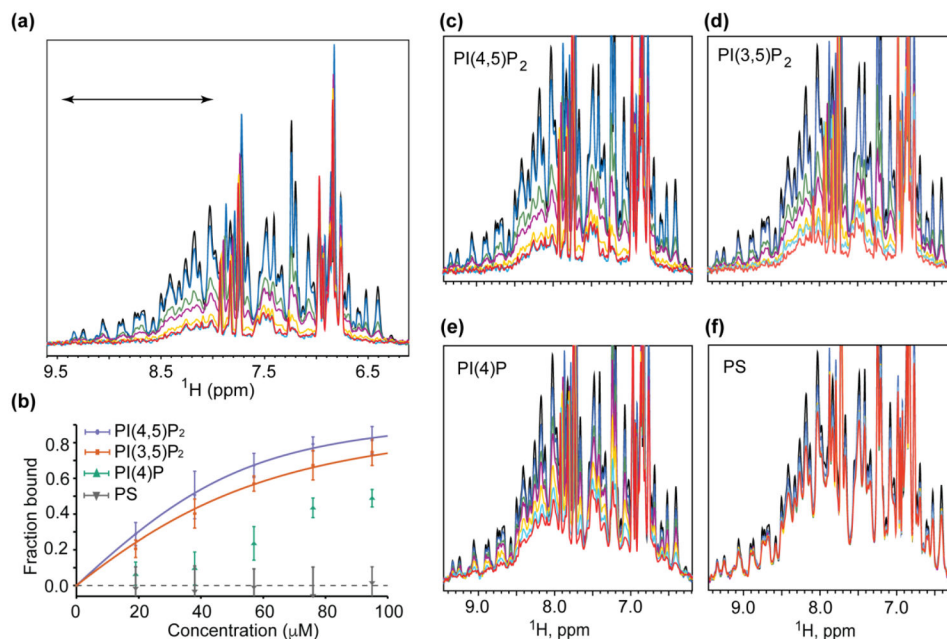 (a)
9.5
8.5
7.5
6.5
¹H (ppm)
(b)
PI(4,5)P₂
PI(3,5)P₂
PI(4)P
PS
Fraction bound
0.8
0.6
0.4
0.2
0.0
0
20
40
60
80
100
Concentration (μM)
(c)
PI(4,5)P₂
(d)
PI(3,5)P₂
(e)
PI(4)P
9.0
8.0
7.0
¹H, ppm
(f)
PS
9.0
8.0
7.0
¹H, ppm